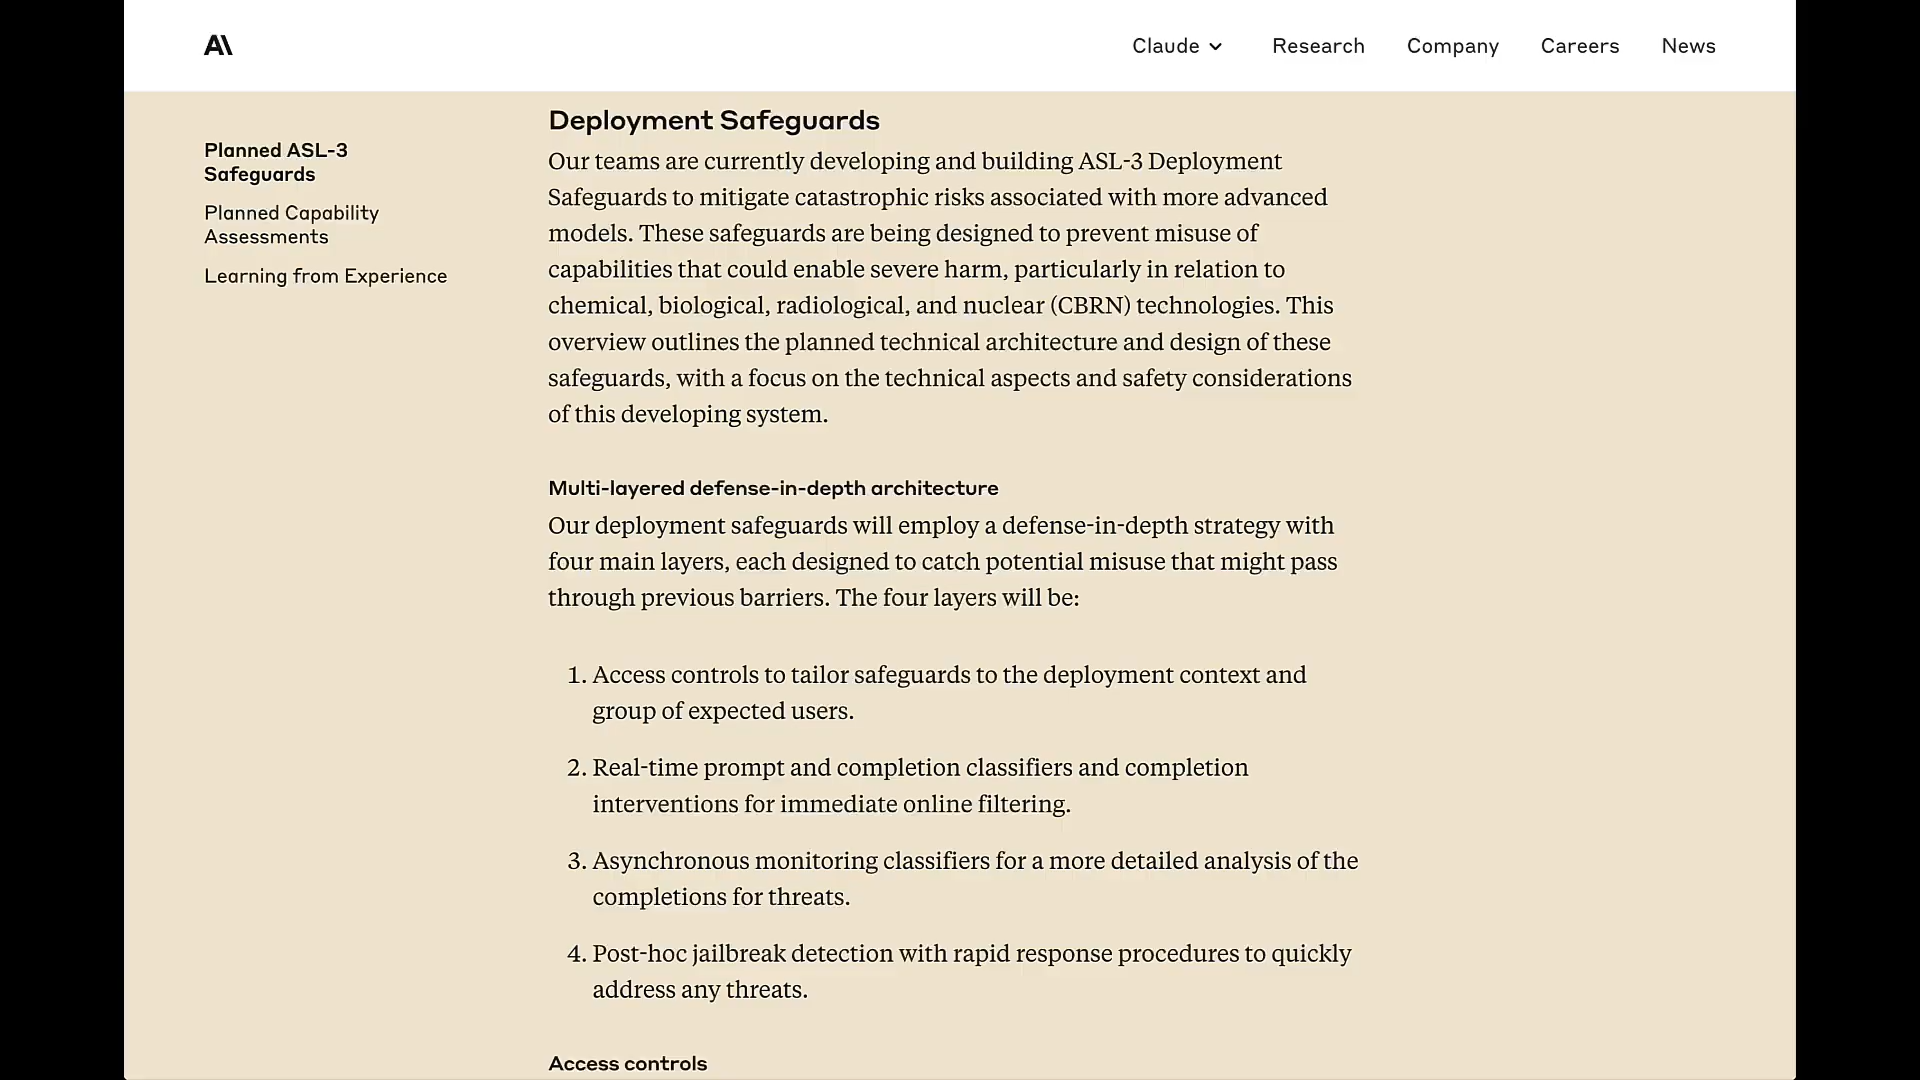 A\
Claude
Research
Company
Careers
News
Planned ASL-3
Safeguards
Planned Capability
Assessments
Learning from Experience
Deployment Safeguards
Our teams are currently developing and building ASL-3 Deployment
Safeguards to mitigate catastrophic risks associated with more advanced
models. These safeguards are being designed to prevent misuse of
capabilities that could enable severe harm, particularly in relation to
chemical, biological, radiological, and nuclear (CBRN) technologies. This
overview outlines the planned technical architecture and design of these
safeguards, with a focus on the technical aspects and safety considerations
of this developing system.
Multi-layered defense-in-depth architecture
Our deployment safeguards will employ a defense-in-depth strategy with
four main layers, each designed to catch potential misuse that might pass
through previous barriers. The four layers will be:
1. Access controls to tailor safeguards to the deployment context and
group of expected users.
2. Real-time prompt and completion classifiers and completion
interventions for immediate online filtering.
3. Asynchronous monitoring classifiers for a more detailed analysis of the
completions for threats.
4. Post-hoc jailbreak detection with rapid response procedures to quickly
address any threats.
Access controls